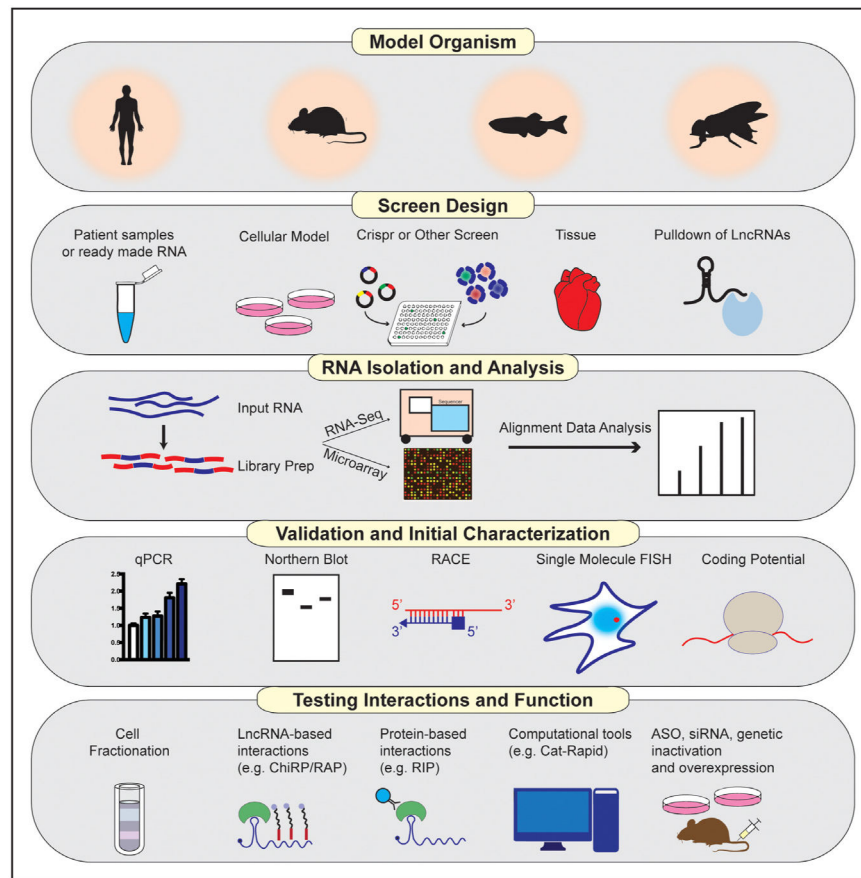 Model Organism
Screen Design
Patient samples
or ready made RNA
Cellular Model
Crispr or Other Screen
Tissue
Pulldown of LncRNAs
RNA Isolation and Analysis
Input RNA
Library Prep
RNA-Seq
Microarray
Sequencer
Alignment Data Analysis
Validation and Initial Characterization
qPCR
2.5
2.0
1.5
1.0
0.5
0.0
Northern Blot
RACE
5’
3’
3’
5’
Single Molecule FISH
Coding Potential
Testing Interactions and Function
Cell
Fractionation
LncRNA-based
interactions
(e.g. ChiRP/RAP)
Protein-based
interactions
(e.g. RIP)
Computational tools
(e.g. Cat-Rapid)
ASO, siRNA, genetic
inactivation
and overexpression